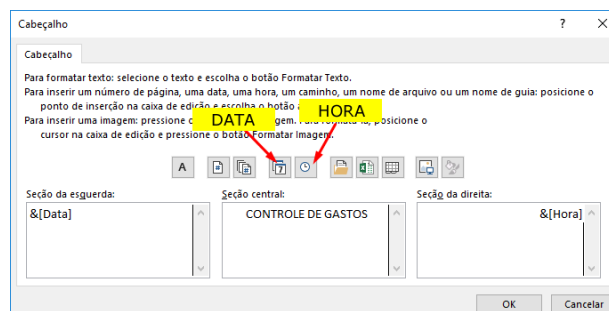 Cabeçalho
? X
Cabeçalho
Para formatar texto: selecione o texto e escolha o botão Formatar Texto.
Para inserir um número de página, uma data, uma hora, um caminho, um nome de arquivo ou um nome de guia: posicione o
ponto de inserção na caixa de edição e escolha o botão
DATA
HORA
Para inserir uma imagem: pressione posicione o
cursor na caixa de edição e pressione o botão Formatar Imagem.
A
Seção da esquerda:
Seção central:
Seção da direita:
&[Data]
CONTROLE DE GASTOS
&[Hora]
OK
Cancelar